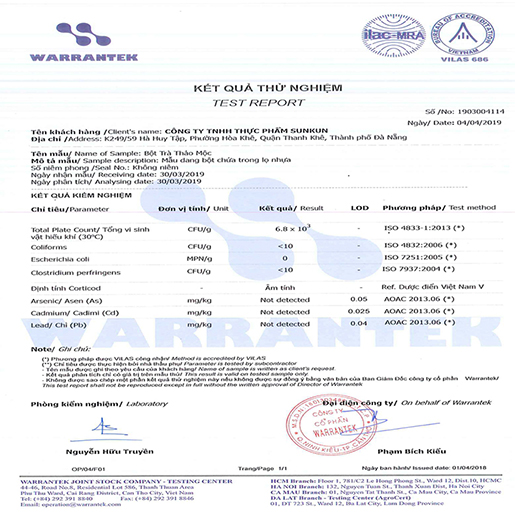 WARRANTEK
ilac-MRA
BUREAU OF ACCREDITATION
VIETNAM
VILAS 686
KẾT QUẢ THỬ NGHIỆM
TEST REPORT
Số /No: 1903004114
Ngày/ Date: 04/04/2019
Tên khách hàng /Client's name: CÔNG TY TNHH THỰC PHẨM SUNKUN
Địa chỉ /Address: K249/59 Hà Huy Tập, Phường Hòa Khê, Quận Thanh Khê, Thành phố Đà Nẵng
Tên mẫu/ Name of Sample: Bột Trà Thảo Mộc
Mô tả mẫu/ Sample description: Mẫu dạng bột chứa trong lọ nhựa
Số niêm phong /Seal No.: Không niêm
Ngày nhận mẫu/ Receiving date: 30/03/2019
Ngày phân tích/ Analysing date: 30/03/2019
KẾT QUẢ KIỂM NGHIỆM
Chỉ tiêu/Parameter Đơn vị tính/ Unit Kết quả/ Result LOD Phương pháp/ Test method
Total Plate Count/ Tổng vi sinh vật hiếu khí (30°C) CFU/g 6.8 x 10³ - ISO 4833-1:2013 (*)
Coliforms CFU/g <10 - ISO 4832:2006 (*)
Escherichia coli MPN/g 0 - ISO 7251:2005 (*)
Clostridium perfringens CFU/g <10 - ISO 7937:2004 (*)
Định tính Corticod - Âm tính - Ref. Dược điển Việt Nam V
Arsenic/ Asen (As) mg/kg Not detected 0.05 AOAC 2013.06 (*)
Cadmium/ Cadimi (Cd) mg/kg Not detected 0.025 AOAC 2013.06 (*)
Lead/ Chì (Pb) mg/kg Not detected 0.04 AOAC 2013.06 (*)
WARRANTEK
Note/ Ghi chú:
(*) Phương pháp được VILAS công nhận/ Method is accredited by VILAS
(**) Chỉ tiêu được thực hiện bởi nhà thầu phụ/ Parameter is tested by subcontractor
- Tên mẫu được ghi theo yêu cầu của khách hàng/ Name of sample is written as client's request.
- Kết quả phân tích chỉ có giá trị trên mẫu thử/ This result is valid on tested sample only.
- Không được sao chép một phần kết quả thử nghiệm này nếu không được sự đồng ý bằng văn bản của Ban Giám Đốc công ty cổ phần Warrantek/ This test report shall not be reproduced except in full without the written approval of Director of Warrantek
Phòng kiểm nghiệm/ Laboratory
Đại diện công ty/ On behalf of Warrantek
CÔNG TY
CỔ PHẦN
WARRANTEK
Nguyễn Hữu Truyền
Phạm Bích Kiều
OP/04/F01 Trang/Page 1/1 Ngày ban hành/ Issued date: 01/04/2018
WARRANTEK JOINT STOCK COMPANY - TESTING CENTER
44-46, Road No.8, Residential Lot 586, Thanh Thuan Area
Phu Thu Ward, Cai Rang District, Can Tho City, Viet Nam
Tel: (+84) 292 391 8840 Fax: (+84) 292 391 8841
Email: operation@warrantek.com
HCM Branch: Floor 1, 781/C2 Le Hong Phong St., Ward 12, Dist.10, HCMC
HA NOI Branch: 132, Nguyen Tuan St., Thanh Xuan Dist, Ha Noi City
CA MAU Branch: 01, Nguyen Tat Thanh St., Ca Mau City, Ca Mau Province
DA LAT Branch - Testing Center (AgroCert)
01, DT 723 St., Ward 12, Da Lat City, Lam Dong Province